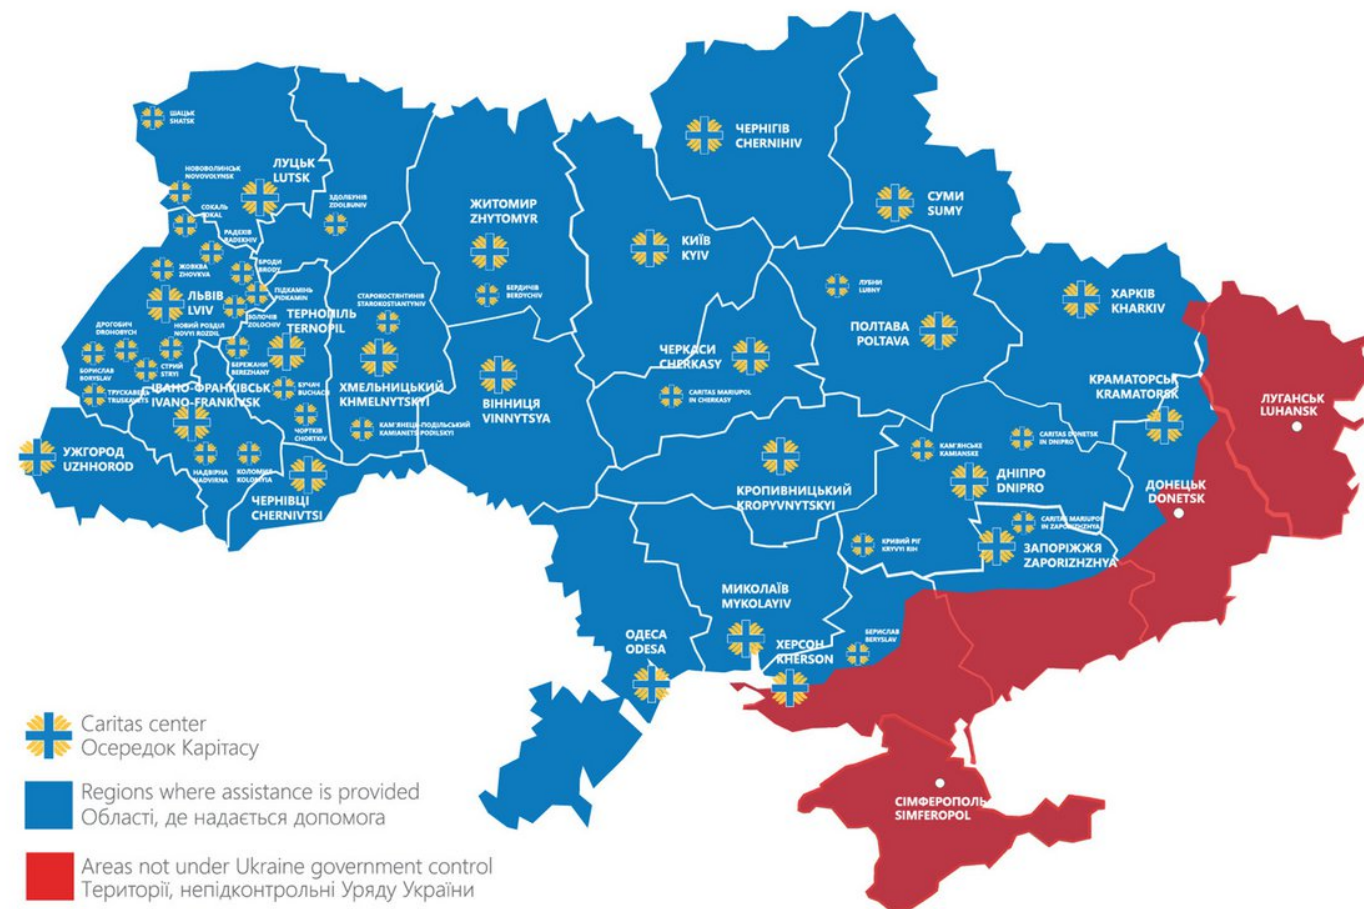 ШАЦЬК
SHATSK
НОВОВОЛИНСЬК
NOVOVOLYNSK
ЛУЦЬК
LUTSK
ЗДОЛБУНІВ
ZDOLBUNIV
СОКАЛЬ
SOKAL
РАДЕХІВ
RADEKHIV
ЖОВКВА
ZHOVKVA
БРОДИ
BRODY
ПІДКАМІНЬ
PIDKAMIN
ЛЬВІВ
LVIV
ЗОЛОЧІВ
ZOLOCHIV
ДРОГОБИЧ
DROHOBYCH
НОВИЙ РОЗДІЛ
NOVYI ROZDIL
БОРИСЛАВ
BORYSLAV
СТРИЙ
STRYI
ТРУСКАВЕЦЬ
TRUSKAVETS
ТЕРНОПІЛЬ
TERNOPIL
БЕРЕЖАНИ
BEREZHANY
БУЧАЧ
BUCHACH
ЧОРТКІВ
CHORTKIV
ІВАНО-ФРАНКІВСЬК
IVANO-FRANKIVSK
НАДВІРНА
NADVIRNA
КОЛОМИЯ
KOLOMYIA
УЖГОРОД
UZHHOROD
ЧЕРНІВЦІ
CHERNIVTSI
СТАРОКОСТЯНТИНІВ
STAROKOSTIANTYNIV
ХМЕЛЬНИЦЬКИЙ
KHMELNYTSKYI
КАМ'ЯНЕЦЬ-ПОДІЛЬСЬКИЙ
KAMIANETS-PODILSKYI
ЖИТОМИР
ZHYTOMYR
БЕРДИЧІВ
BERDYCHIV
ВІННИЦЯ
VINNYTSYA
КИЇВ
KYIV
ЧЕРНІГІВ
CHERNIHIV
СУМИ
SUMY
ЛУБНИ
LUBNY
ПОЛТАВА
POLTAVA
ЧЕРКАСИ
CHERKASY
CARITAS MARIUPOL
IN CHERKASY
ХАРКІВ
KHARKIV
КРАМАТОРСЬК
KRAMATORSK
ЛУГАНСЬК
LUHANSK
ДОНЕЦЬК
DONETSK
КАМ'ЯНСЬКЕ
KAMIANSKE
CARITAS DONETSK
IN DNIPRO
ДНІПРО
DNIPRO
КРОПИВНИЦЬКИЙ
KROPYVNYTSKYI
КРИВИЙ РІГ
KRYVYI RIH
CARITAS MARIUPOL
IN ZAPORIZHZHYA
ЗАПОРІЖЖЯ
ZAPORIZHZHYA
МИКОЛАЇВ
MYKOLAYIV
ОДЕСА
ODESA
ХЕРСОН
KHERSON
БЕРИСЛАВ
BERYSLAV
СІМФЕРОПОЛЬ
SIMFEROPOL
Caritas center
Осередок Карітасу
Regions where assistance is provided
Області, де надається допомога
Areas not under Ukraine government control
Території, непідконтрольні Уряду України